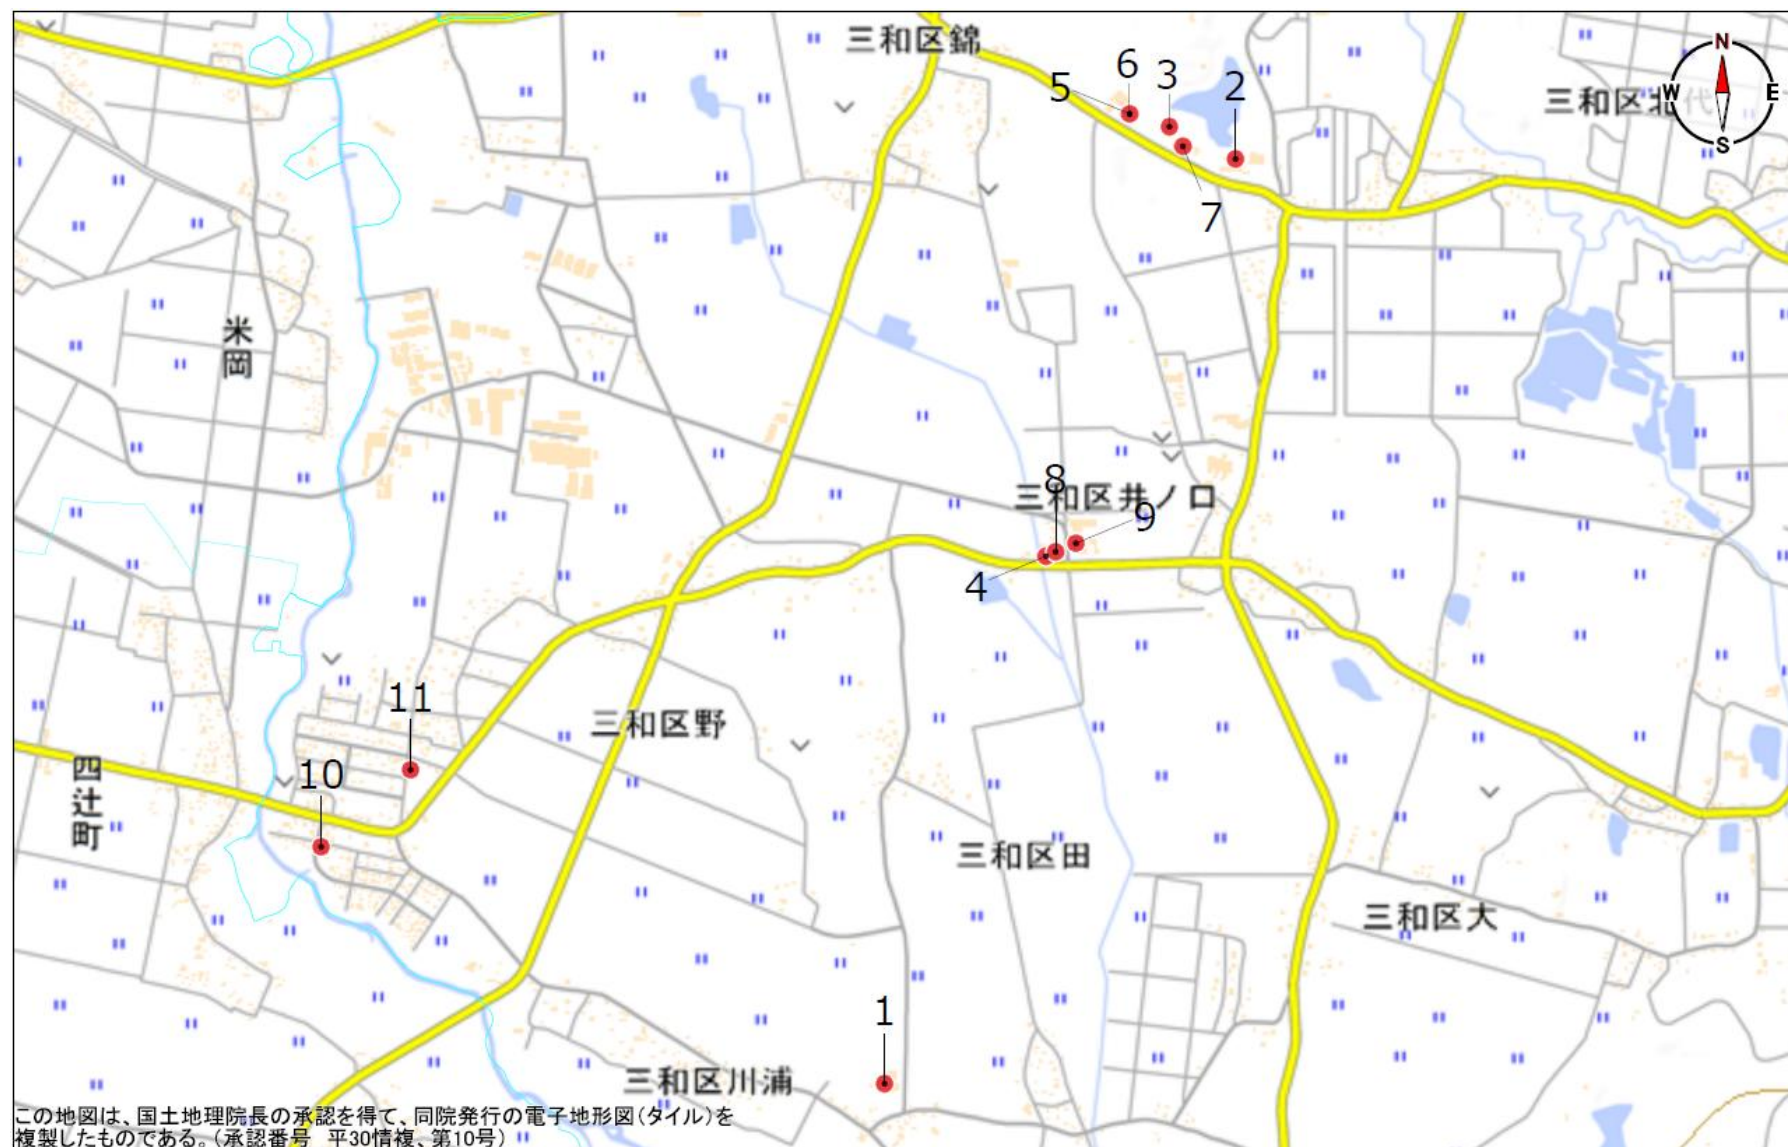 三和区錦
N
W
E
S
三和区北代
5
6
3
2
7
米岡
三和区井ノ口
8
9
4
11
三和区野
10
四辻町
三和区田
三和区大
1
三和区川浦
この地図は、国土地理院長の承認を得て、同院発行の電子地形図(タイル)を
複製したものである。(承認番号　平30情複、第10号)